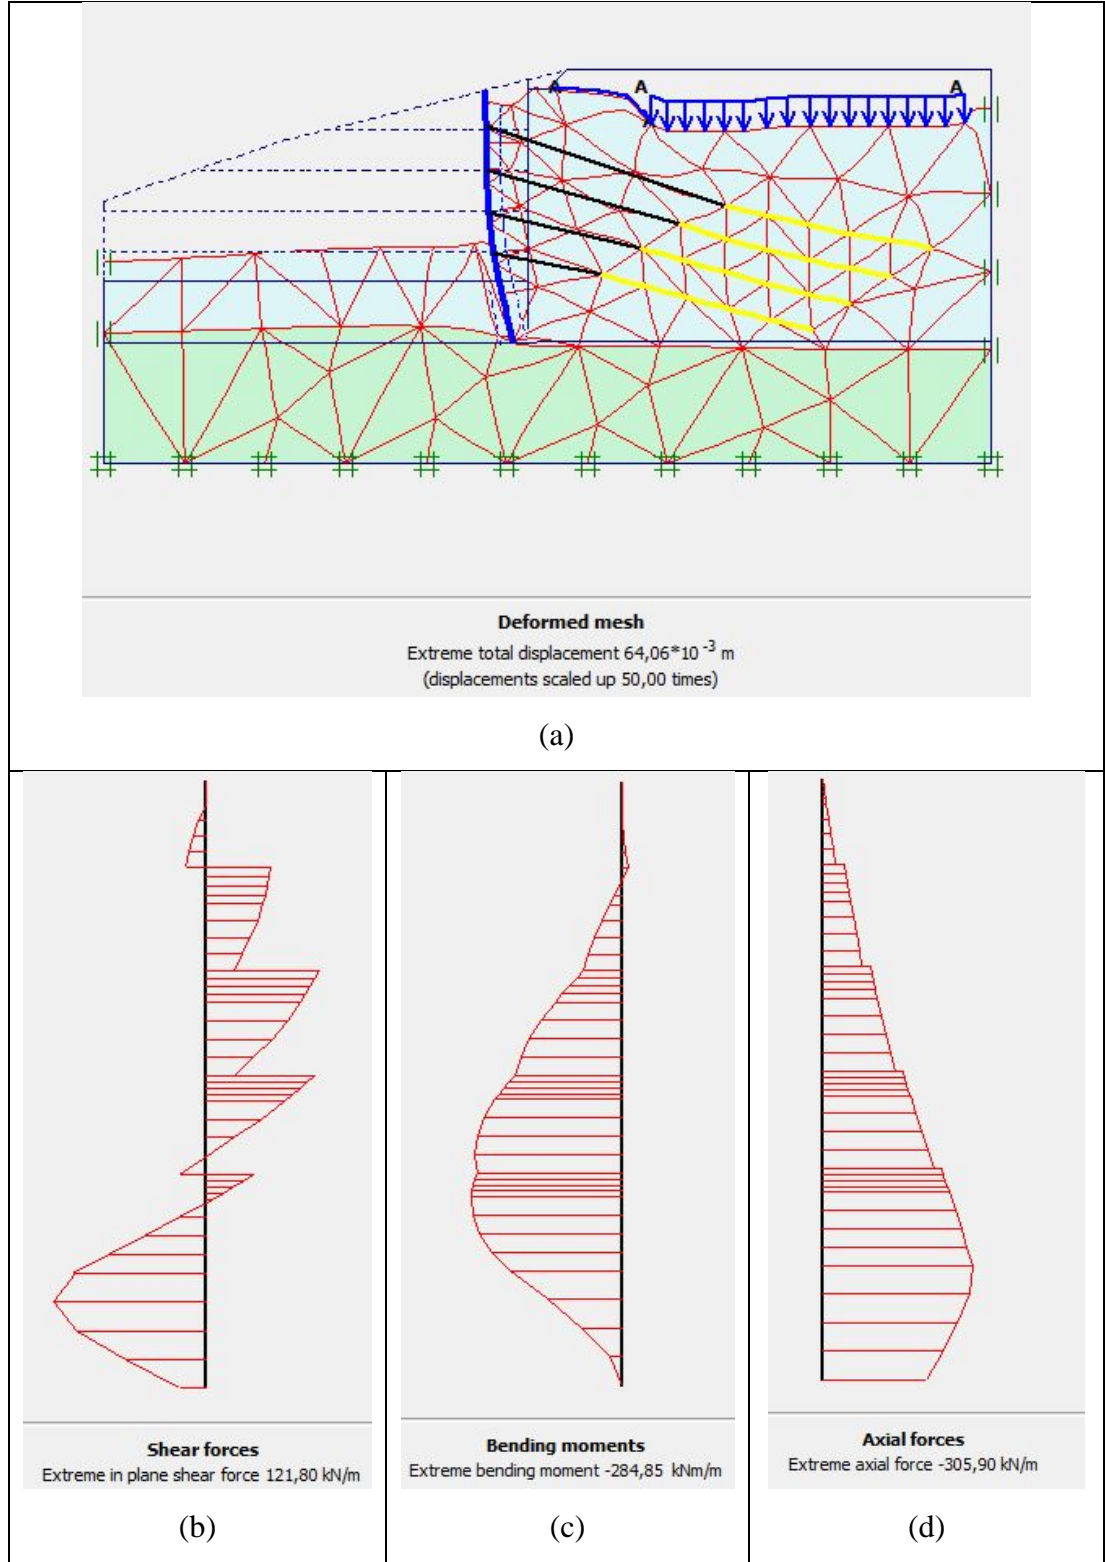 A A A
Deformed mesh
Extreme total displacement 64,06*10 -3 m
(displacements scaled up 50,00 times)
(a)
Shear forces
Extreme in plane shear force 121,80 kN/m
(b)
Bending moments
Extreme bending moment -284,85 kNm/m
(c)
Axial forces
Extreme axial force -305,90 kN/m
(d)